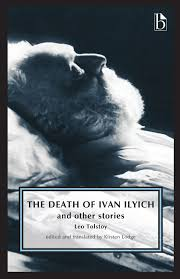 b
THE DEATH OF IVAN ILYICH
and other stories
Leo Tolstoy
edited and translated by Kirsten Lodge